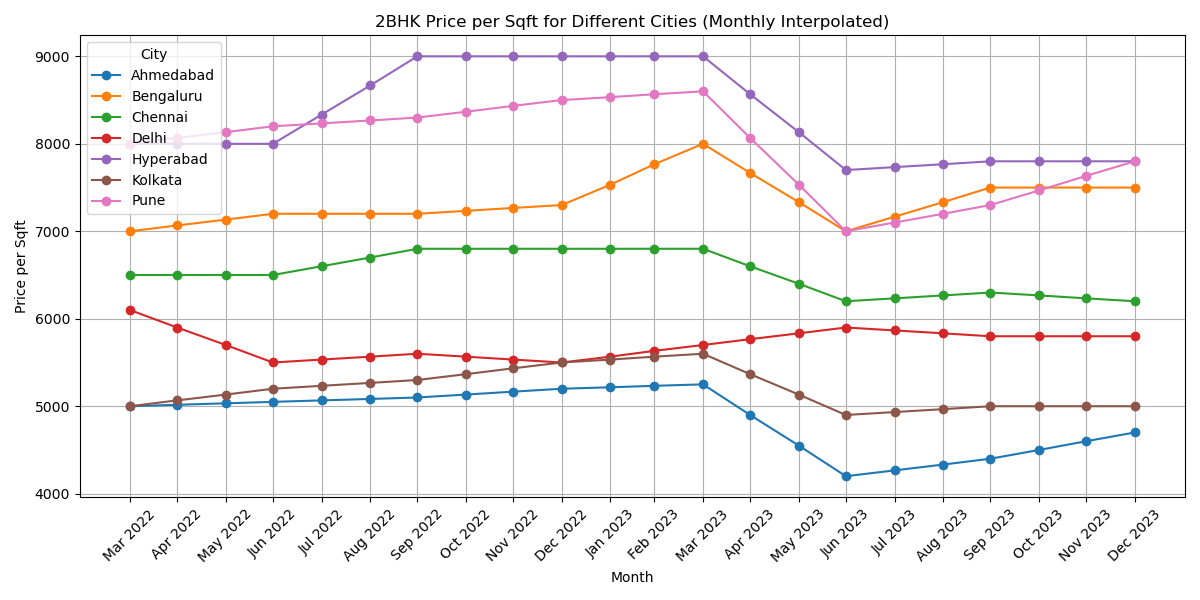 2BHK Price per Sqft for Different Cities (Monthly Interpolated)
City
Ahmedabad
Bengaluru
Chennai
Delhi
Hyperabad
Kolkata
Pune
Price per Sqft
9000
8000
7000
6000
5000
4000
Mar 2022
Apr 2022
May 2022
Jun 2022
Jul 2022
Aug 2022
Sep 2022
Oct 2022
Nov 2022
Dec 2022
Jan 2023
Feb 2023
Mar 2023
Apr 2023
May 2023
Jun 2023
Jul 2023
Aug 2023
Sep 2023
Oct 2023
Nov 2023
Dec 2023
Month